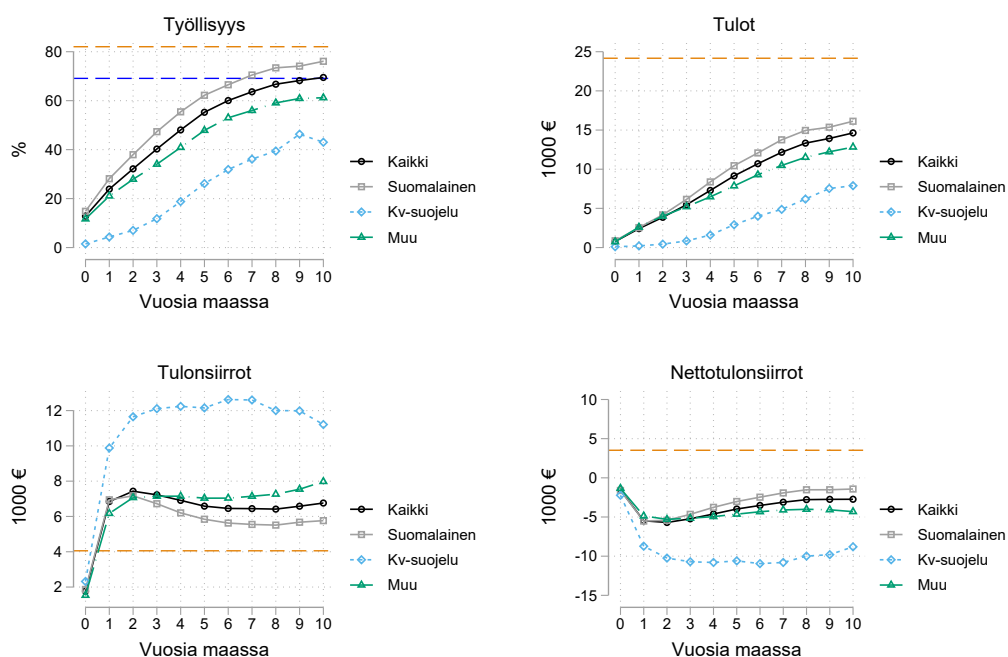 Työllisyys
80
60
40
20
0
%
0 1 2 3 4 5 6 7 8 9 10
Vuosia maassa
Kaikki
Suomalainen
Kv-suojelu
Muu
Tulot
25
20
15
10
5
0
1000 €
0 1 2 3 4 5 6 7 8 9 10
Vuosia maassa
Kaikki
Suomalainen
Kv-suojelu
Muu
Tulonsiirrot
12
10
8
6
4
2
1000 €
0 1 2 3 4 5 6 7 8 9 10
Vuosia maassa
Kaikki
Suomalainen
Kv-suojelu
Muu
Nettotulonsiirrot
10
5
0
-5
-10
-15
1000 €
0 1 2 3 4 5 6 7 8 9 10
Vuosia maassa
Kaikki
Suomalainen
Kv-suojelu
Muu